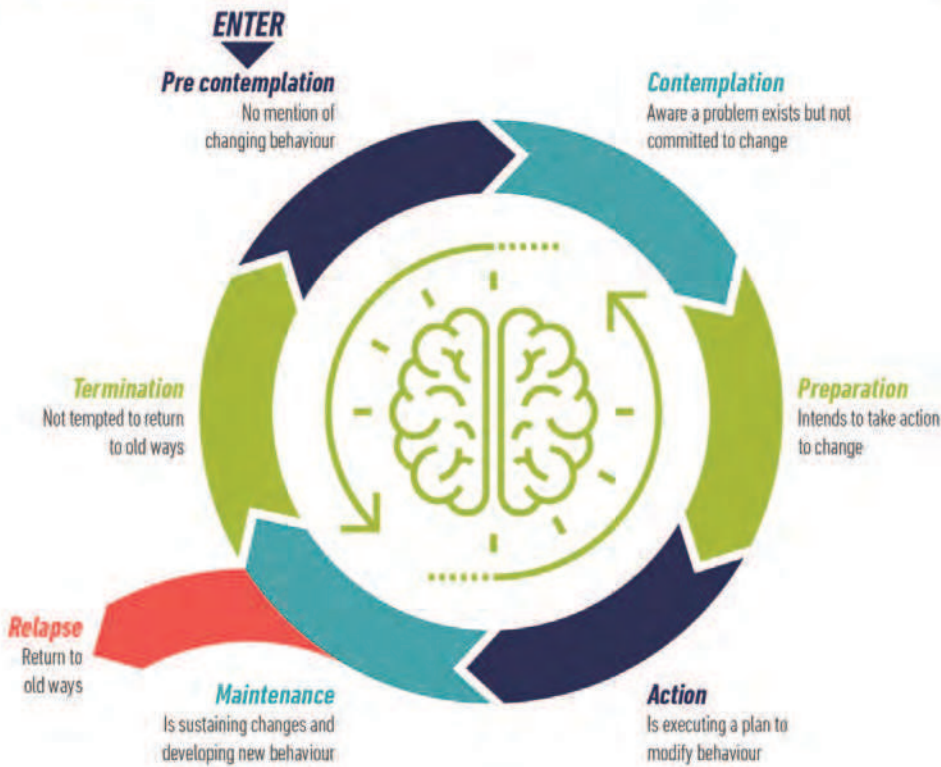 ENTER
Pre contemplation
No mention of
changing behaviour
Contemplation
Aware a problem exists but not
committed to change
Preparation
Intends to take action
to change
Action
Is executing a plan to
modify behaviour
Maintenance
Is sustaining changes and
developing new behaviour
Relapse
Return to
old ways
Termination
Not tempted to return
to old ways